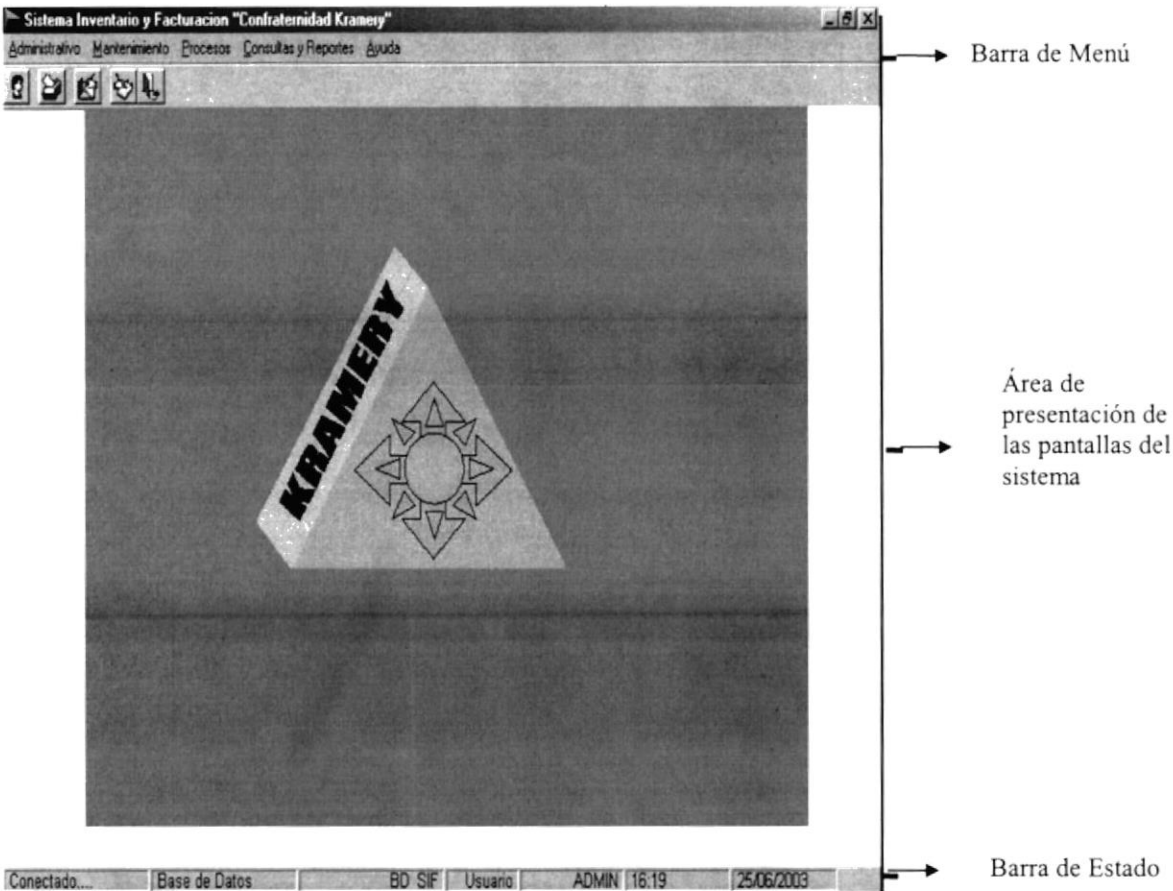 Sistema Inventario y Facturacion "Confraternidad Kramery"
Administrativo Mantenimiento Procesos Consultas y Reportes Ayuda
Barra de Menú
KRAMERY
Área de
presentación de
las pantallas del
sistema
Barra de Estado
Conectado.... Base de Datos BD SIF Usuario ADMIN 16:19 25/06/2003